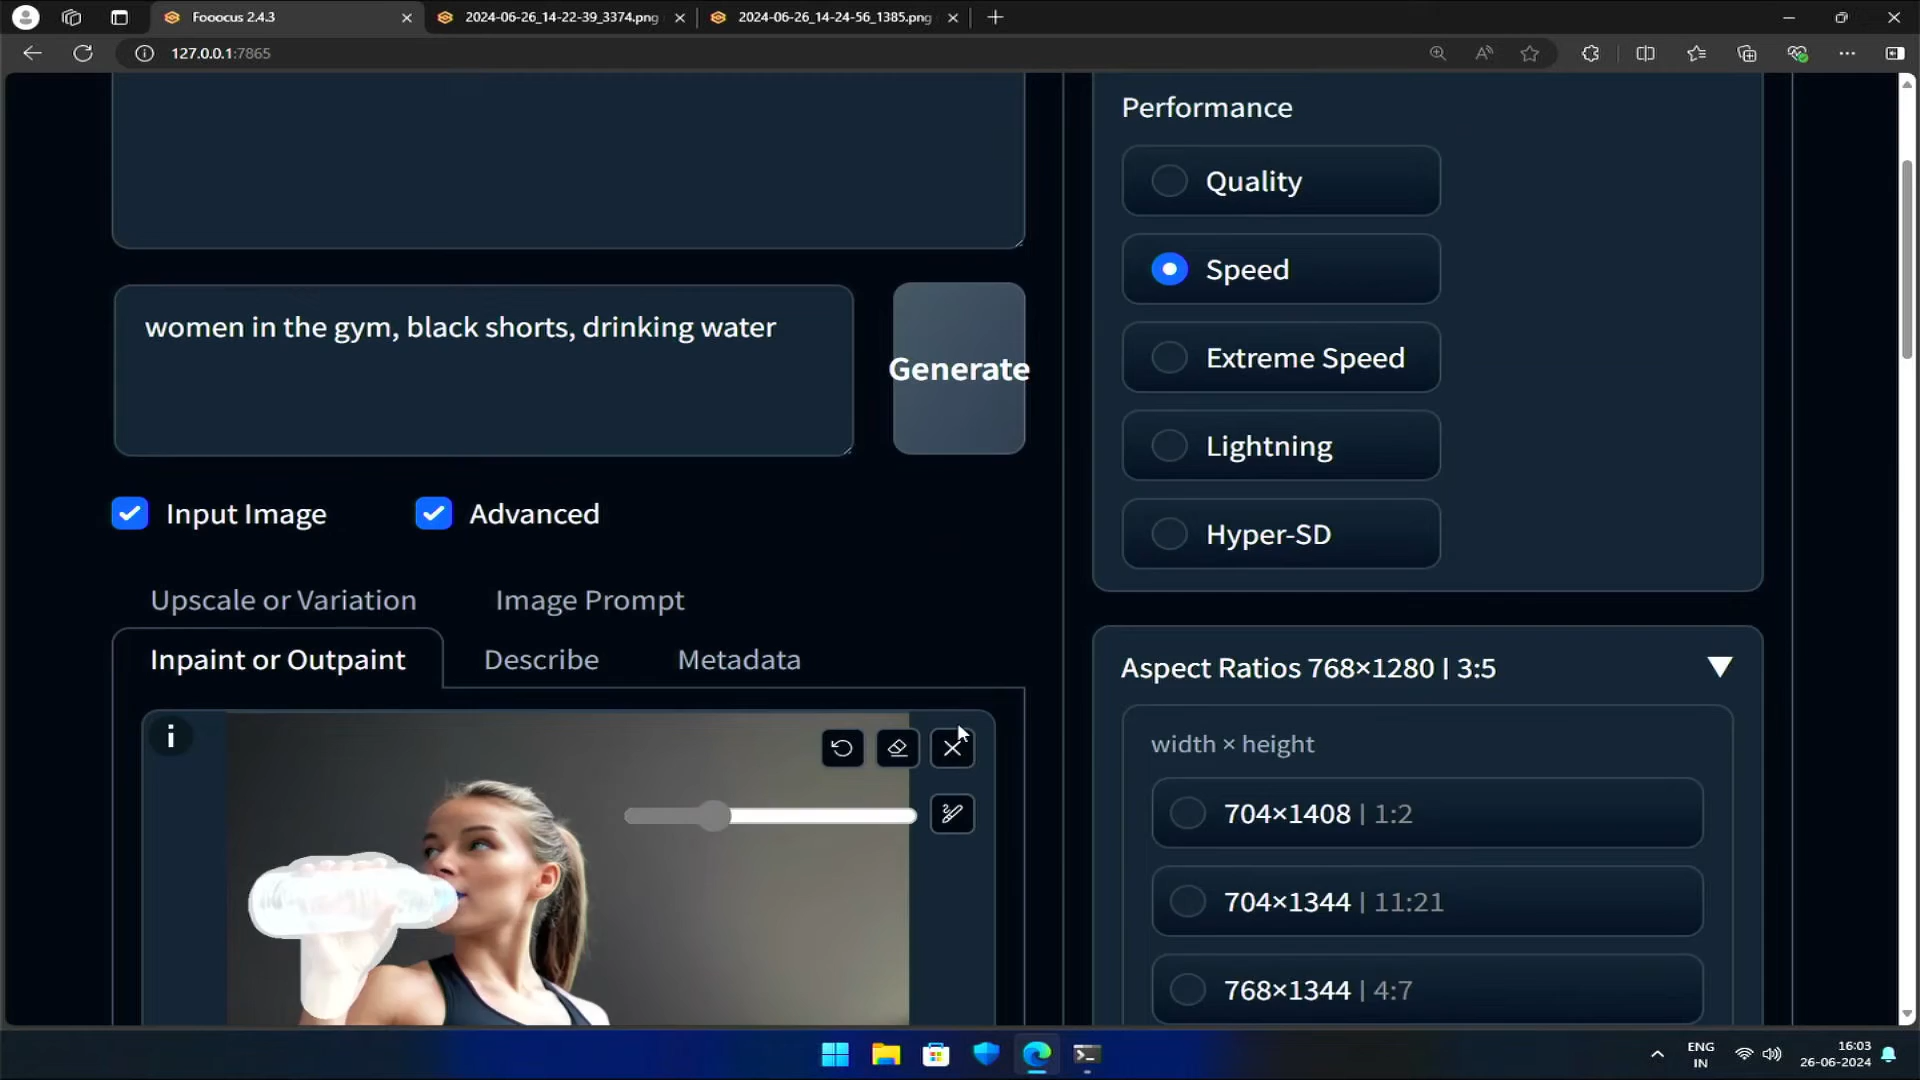 Fooocus 2.4.3
2024-06-26_14-22-39_3374.png
2024-06-26_14-24-56_1385.png
127.0.0.1:7865
women in the gym, black shorts, drinking water
Generate
Input Image
Advanced
Upscale or Variation
Image Prompt
Inpaint or Outpaint
Describe
Metadata
i
Performance
Quality
Speed
Extreme Speed
Lightning
Hyper-SD
Aspect Ratios 768×1280 | 3:5
width × height
704×1408 | 1:2
704×1344 | 11:21
768×1344 | 4:7
ENG
IN
16:03
26-06-2024